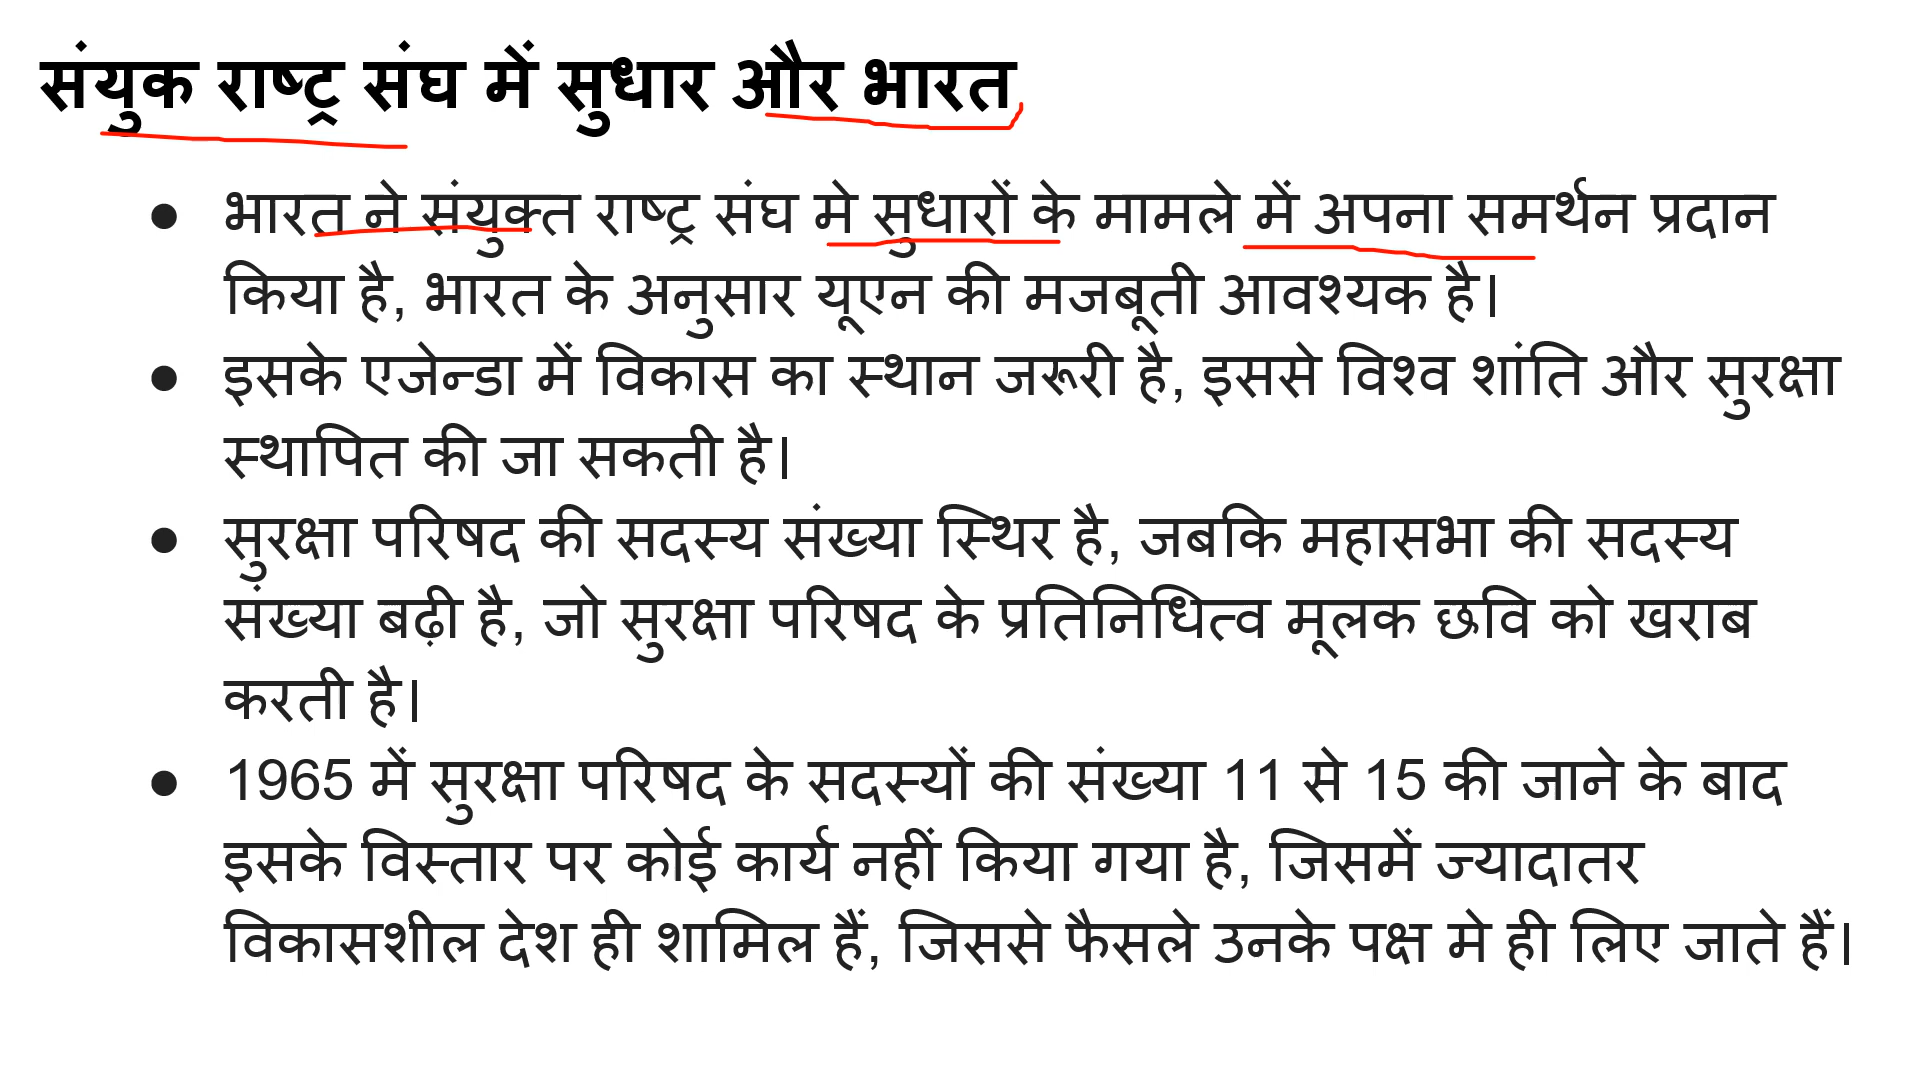 संयुक राष्ट्र संघ में सुधार और भारत
● भारत ने संयुक्त राष्ट्र संघ मे सुधारों के मामले में अपना समर्थन प्रदान
किया है, भारत के अनुसार यूएन की मजबूती आवश्यक है।
● इसके एजेन्डा में विकास का स्थान जरूरी है, इससे विश्व शांति और सुरक्षा
स्थापित की जा सकती है।
● सुरक्षा परिषद की सदस्य संख्या स्थिर है, जबकि महासभा की सदस्य
संख्या बढ़ी है, जो सुरक्षा परिषद के प्रतिनिधित्व मूलक छवि को खराब
करती है।
● 1965 में सुरक्षा परिषद के सदस्यों की संख्या 11 से 15 की जाने के बाद
इसके विस्तार पर कोई कार्य नहीं किया गया है, जिसमें ज्यादातर
विकासशील देश ही शामिल हैं, जिससे फैसले उनके पक्ष मे ही लिए जाते हैं।